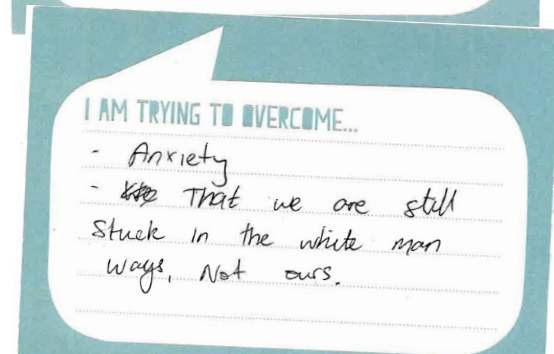 I AM TRYING TO OVERCOME...
- Anxiety
- That we are still
stuck in the white man
ways, Not ours.